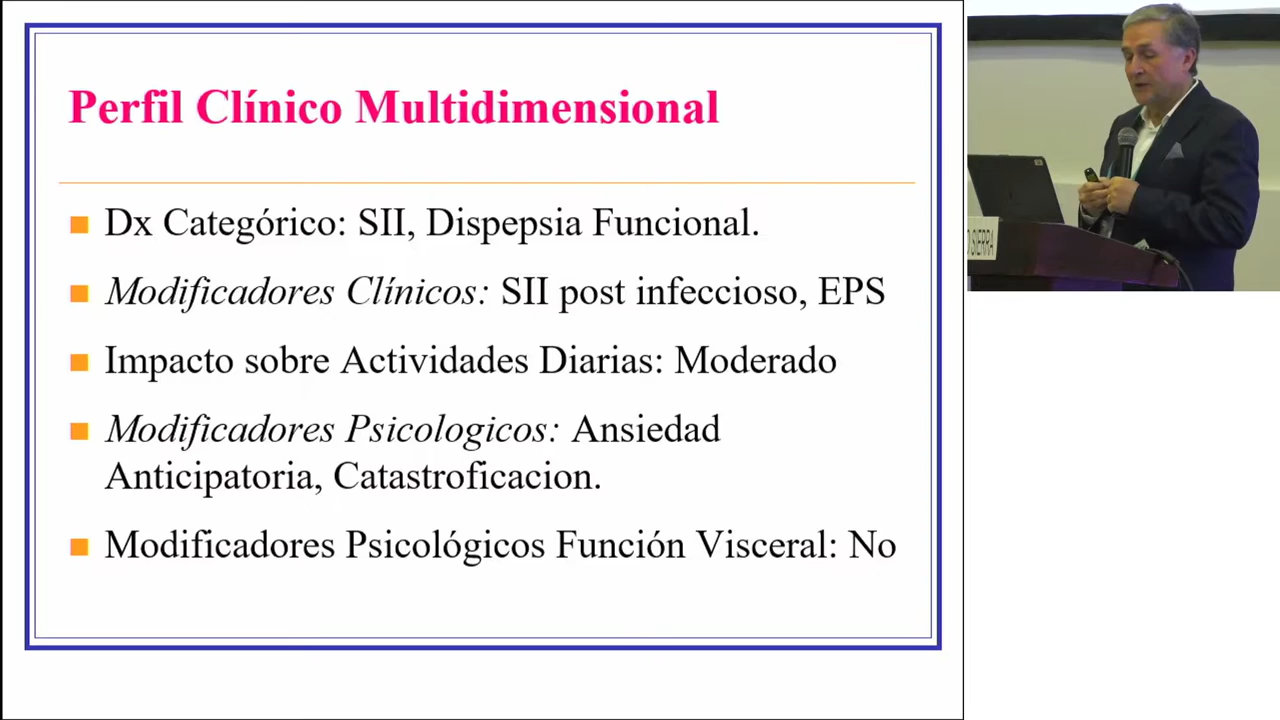 Perfil Clínico Multidimensional
Dx Categórico: SII, Dispepsia Funcional.
Modificadores Clínicos: SII post infeccioso, EPS
Impacto sobre Actividades Diarias: Moderado
Modificadores Psicologicos: Ansiedad
Anticipatoria, Catastroficacion.
Modificadores Psicológicos Función Visceral: No
SIERRA